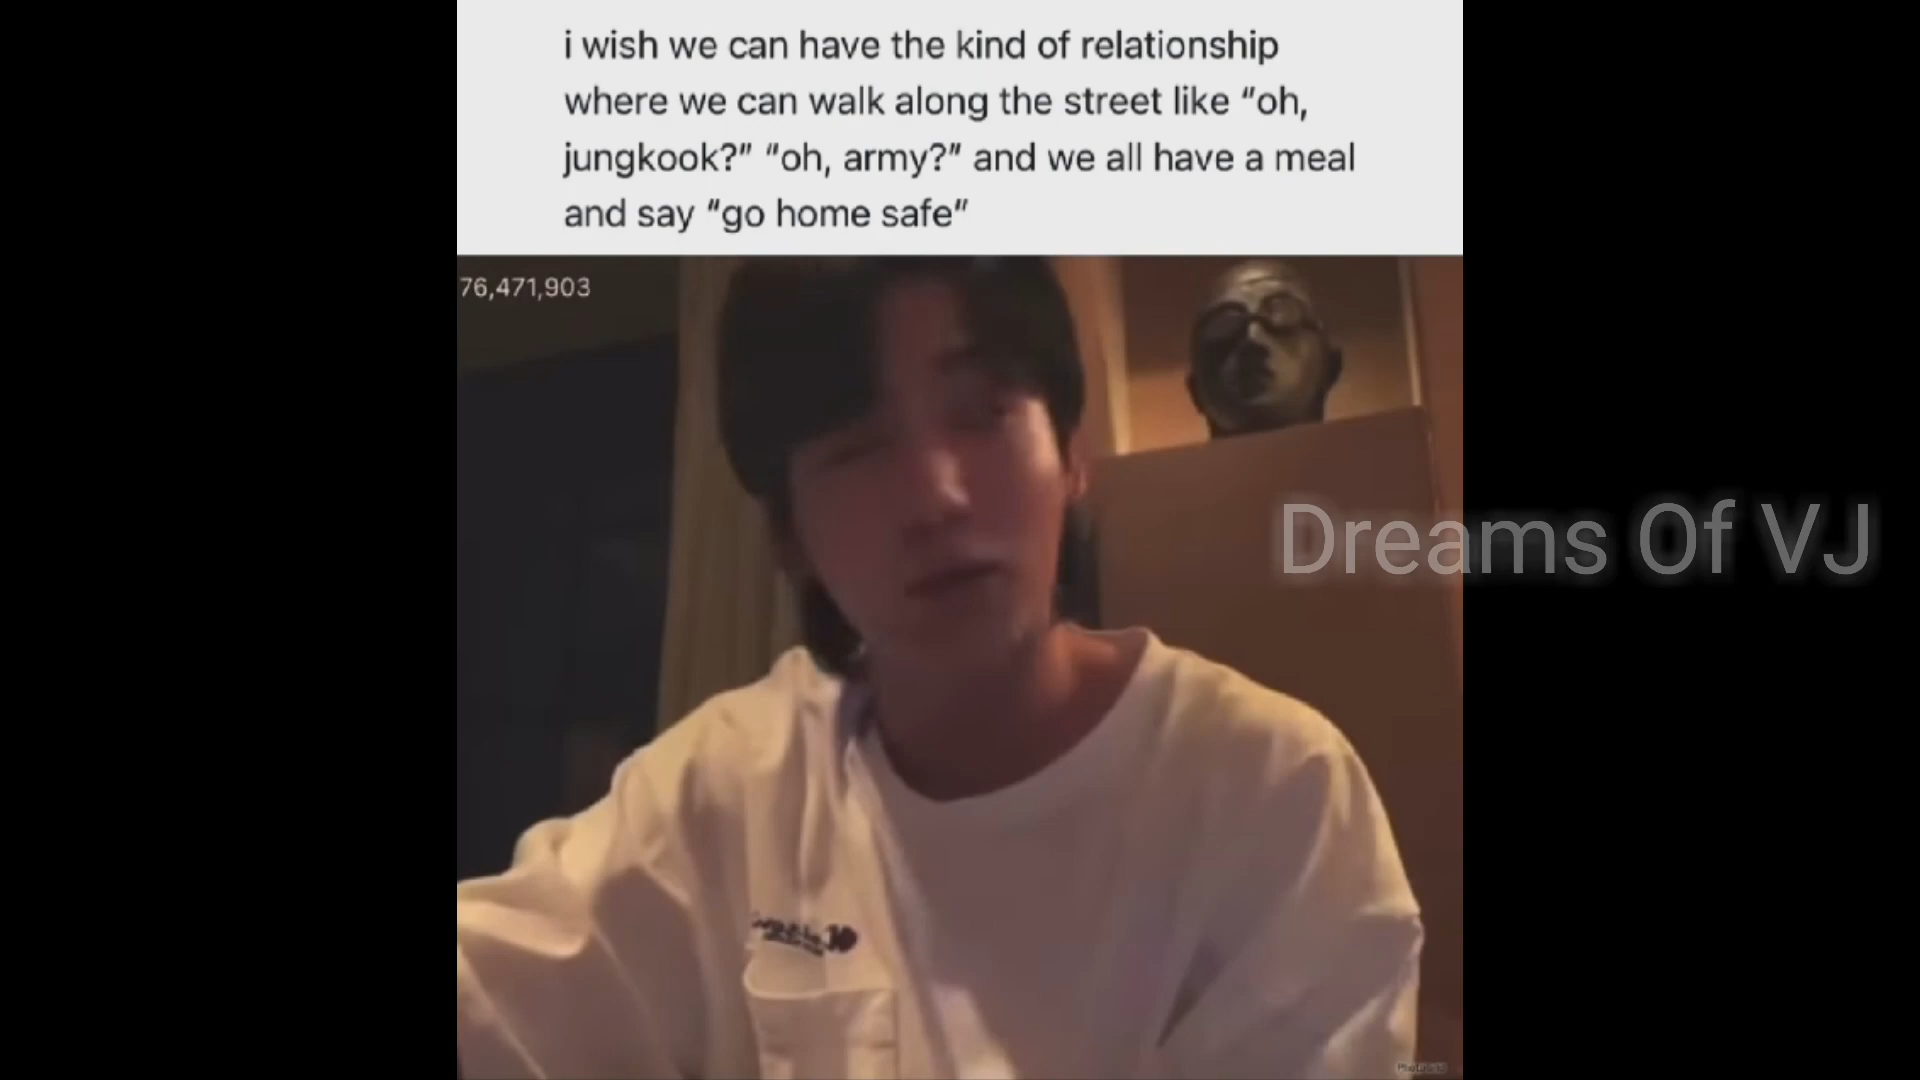 i wish we can have the kind of relationship
where we can walk along the street like “oh,
jungkook?” “oh, army?” and we all have a meal
and say “go home safe”
76,471,903
Dreams Of VJ